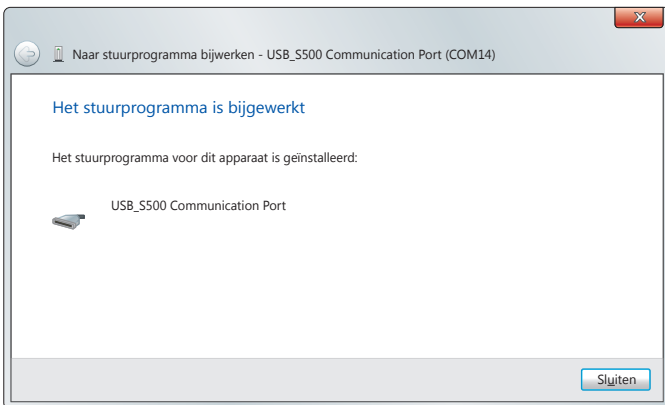 Naar stuurprogramma bijwerken - USB_S500 Communication Port (COM14)
Het stuurprogramma is bijgewerkt
Het stuurprogramma voor dit apparaat is geïnstalleerd:
USB_S500 Communication Port
Sluiten